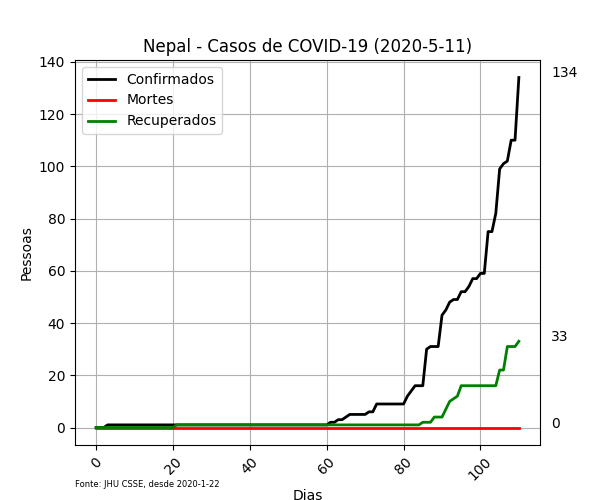 Nepal - Casos de COVID-19 (2020-5-11)
Confirmados
Mortes
Recuperados
140
120
100
80
60
40
20
0
Pessoas
134
33
0
0
20
40
60
80
100
Fonte: JHU CSSE, desde 2020-1-22
Dias